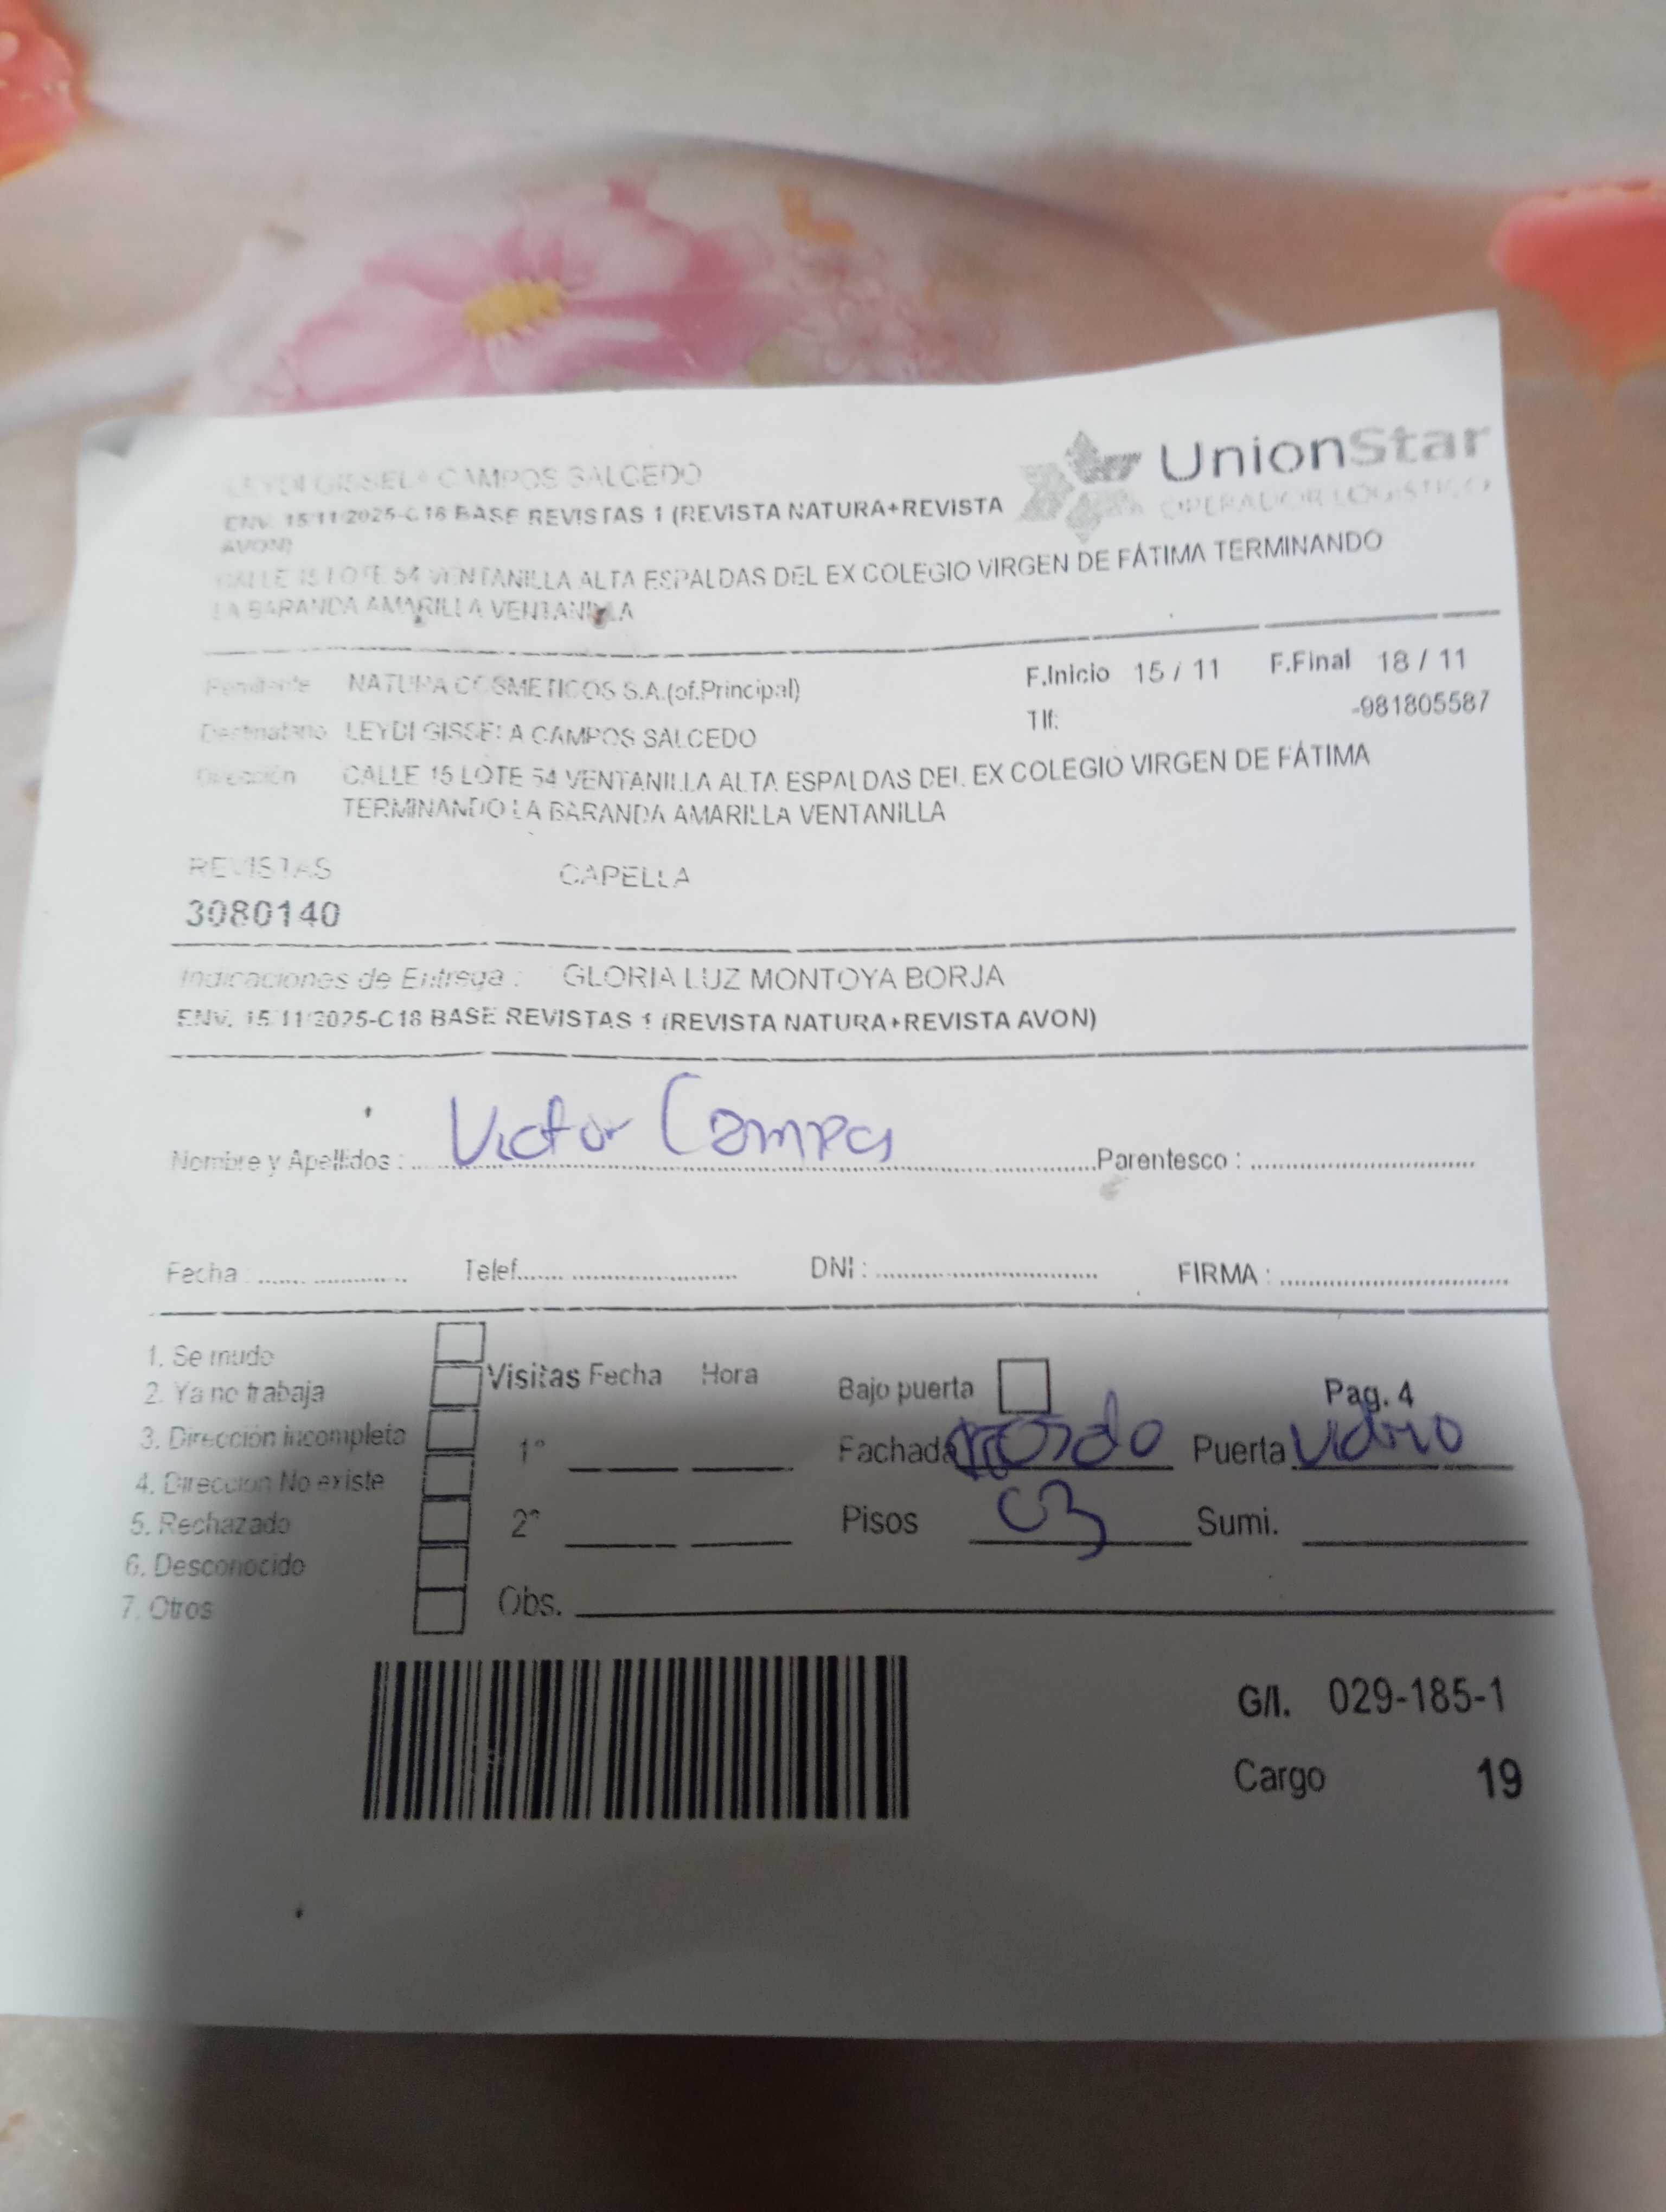 LEYDI GISSELA CAMPOS SALCEDO
UnionStar
OPERADOR LOGISTICO
ENV. 15/11/2025-C18 BASE REVISTAS 1 (REVISTA NATURA+REVISTA
AVON)
CALLE 15 LOTE 54 VENTANILLA ALTA ESPALDAS DEL EX COLEGIO VIRGEN DE FÁTIMA TERMINANDO
LA BARANDA AMARILLA VENTANILLA
Remitente NATURA COSMETICOS S.A.(of.Principal) F.Inicio 15 / 11 F.Final 18 / 11
Tlf: -981805587
Destinatario LEYDI GISSELA CAMPOS SALCEDO
Dirección CALLE 15 LOTE 54 VENTANILLA ALTA ESPALDAS DEL EX COLEGIO VIRGEN DE FÁTIMA
TERMINANDO LA BARANDA AMARILLA VENTANILLA
REVISTAS CAPELLA
3080140
Indicaciones de Entrega : GLORIA LUZ MONTOYA BORJA
ENV. 15/11/2025-C18 BASE REVISTAS 1 (REVISTA NATURA+REVISTA AVON)
Nombre y Apellidos : Victor Campos Parentesco :
Fecha : Telef. DNI : FIRMA :
1. Se mudo
2. Ya no trabaja Visitas Fecha Hora Bajo puerta Pag. 4
3. Dirección incompleta 1° Fachada Puerta Vidrio
4. Direccion No existe
5. Rechazado 2° Pisos 03 Sumi.
6. Desconocido
7. Otros Obs.
G/I. 029-185-1
Cargo 19